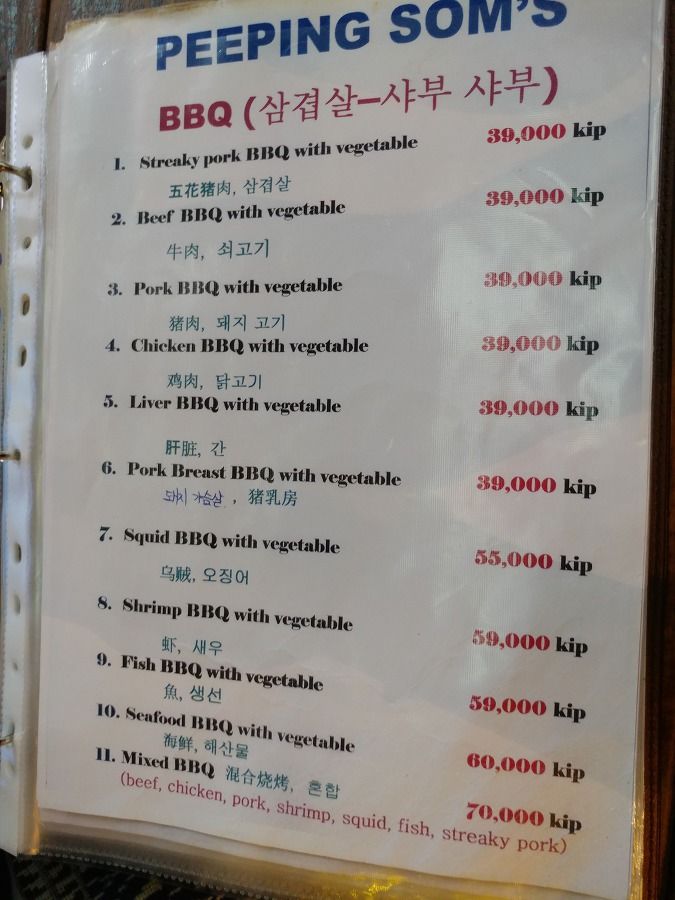 PEEPING SOM'S
BBQ (삼겹살-샤부 샤부)
1. Streaky pork BBQ with vegetable 39,000 kip
五花猪肉, 삼겹살
2. Beef BBQ with vegetable 39,000 kip
牛肉, 쇠고기
3. Pork BBQ with vegetable 39,000 kip
猪肉, 돼지 고기
4. Chicken BBQ with vegetable 39,000 kip
鸡肉, 닭고기
5. Liver BBQ with vegetable 39,000 kip
肝脏, 간
6. Pork Breast BBQ with vegetable 39,000 kip
돼지 가슴살, 猪乳房
7. Squid BBQ with vegetable 55,000 kip
乌贼, 오징어
8. Shrimp BBQ with vegetable 59,000 kip
虾, 새우
9. Fish BBQ with vegetable 59,000 kip
魚, 생선
10. Seafood BBQ with vegetable 60,000 kip
海鲜, 해산물
11. Mixed BBQ 混合烧烤, 혼합 70,000 kip
(beef, chicken, pork, shrimp, squid, fish, streaky pork)